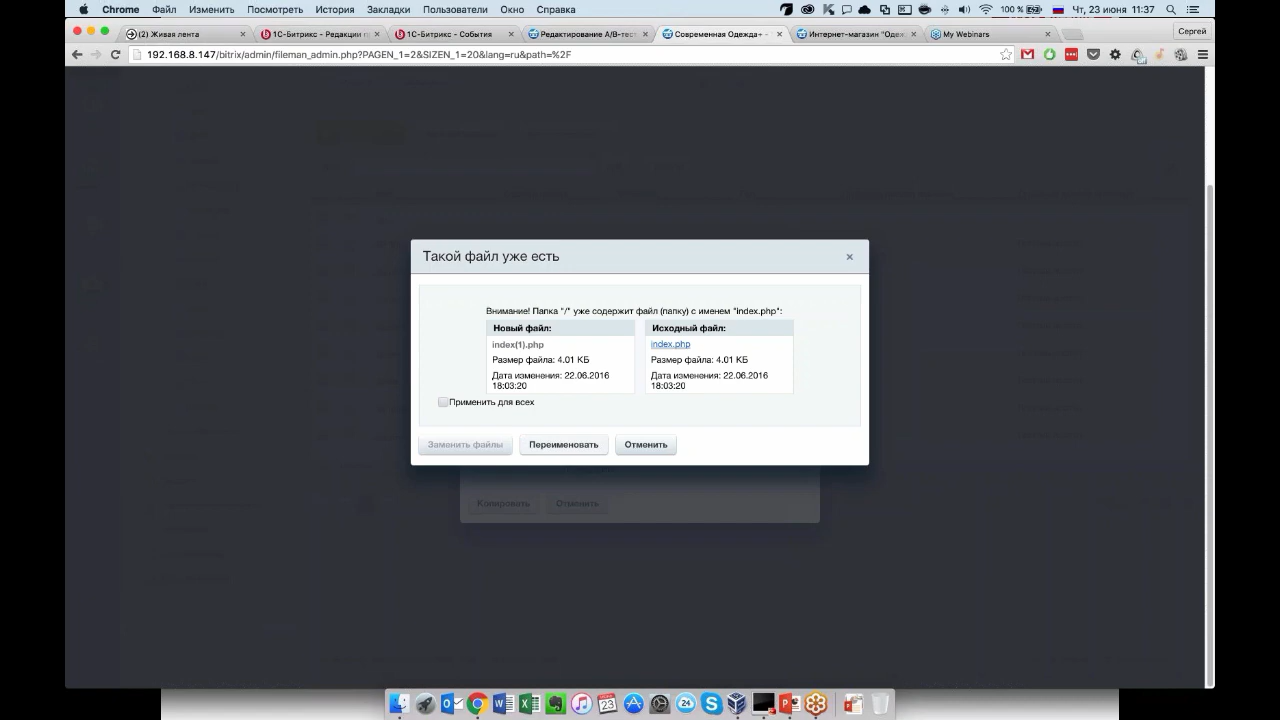 Chrome Файл Изменить Посмотреть История Закладки Пользователи Окно Справка 100 % Чт, 23 июня 11:37
(2) Живая лента 1С-Битрикс – Редакции 1С-Битрикс - События Редактирование A/B-тест Современная Одежда+ - Интернет-магазин "Одеж My Webinars Сергей
192.168.8.147/bitrix/admin/fileman_admin.php?PAGEN_1=2&SIZEN_1=20&lang=ru&path=%2F
Такой файл уже есть
Внимание! Папка "/" уже содержит файл (папку) с именем "index.php":
Новый файл: Исходный файл:
index(1).php index.php
Размер файла: 4.01 КБ Размер файла: 4.01 КБ
Дата изменения: 22.06.2016 Дата изменения: 22.06.2016
18:03:20 18:03:20
Применить для всех
Заменить файлы Переименовать Отменить
Копировать Отменить
23 24